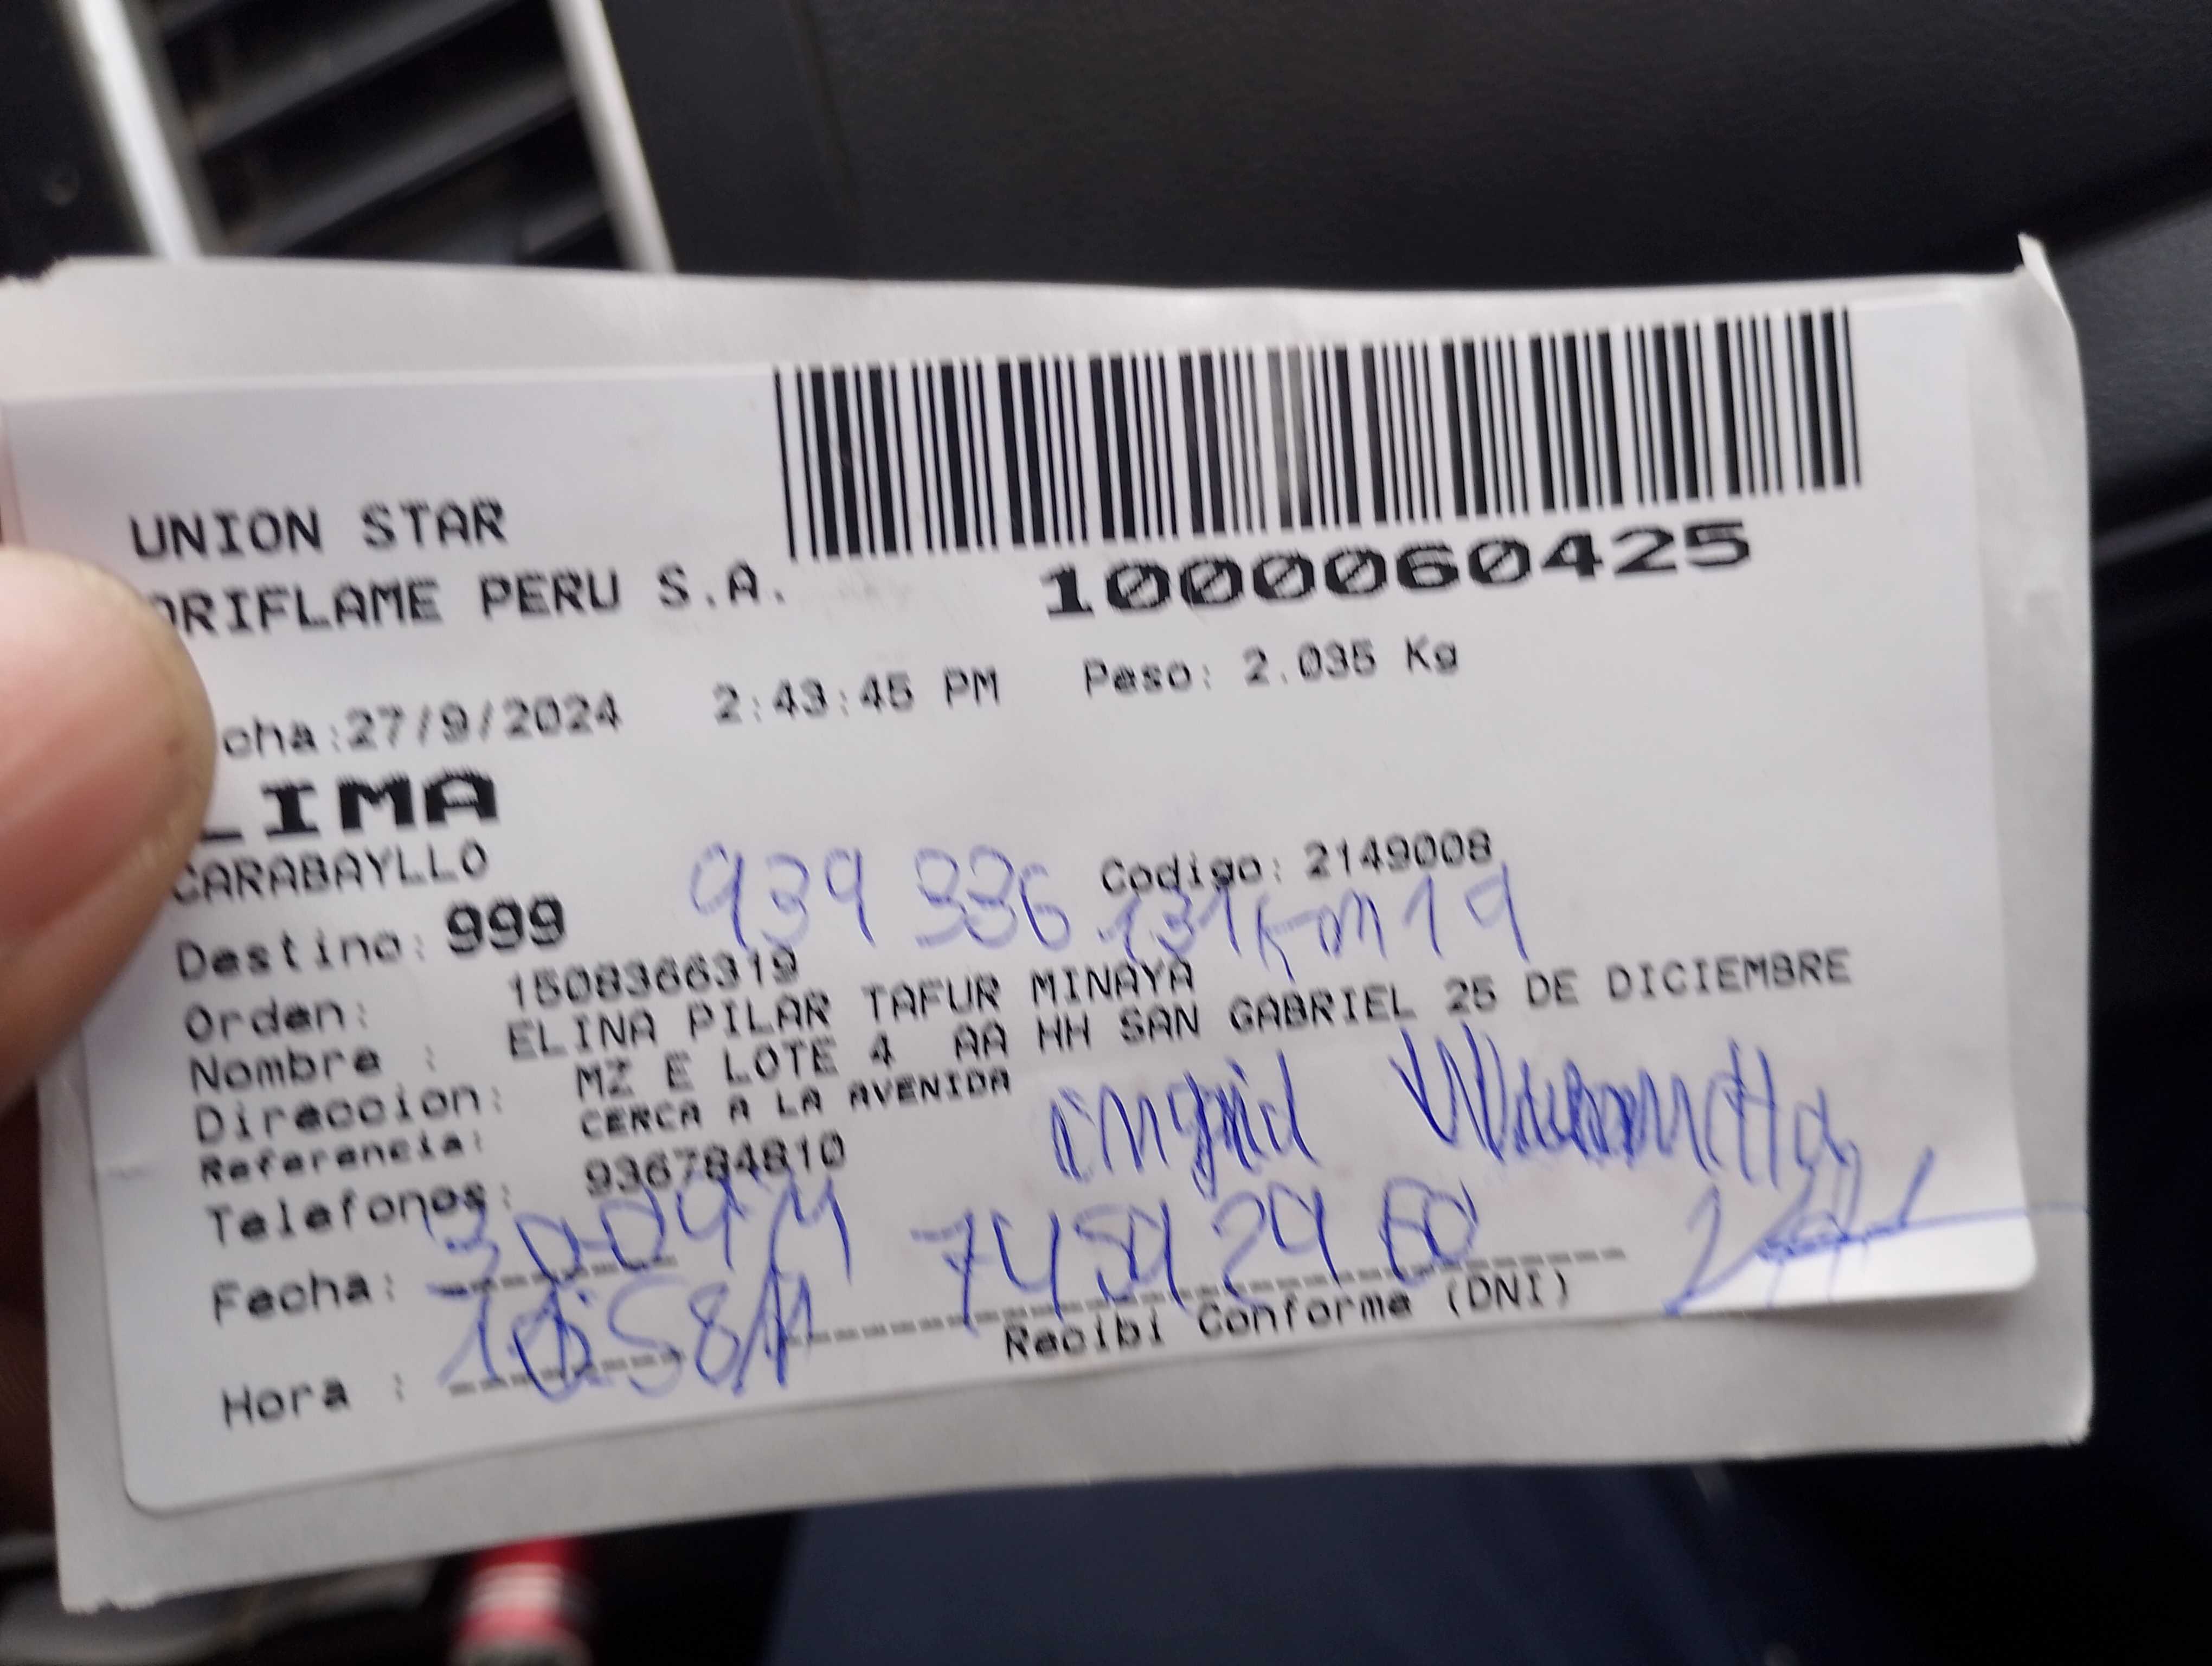 UNION STAR
ORIFLAME PERU S.A.
1000060425
cha:27/9/2024 2:43:45 PM Peso: 2.035 Kg
LIMA
CARABAYLLO
939 336 131 Km 19
Codigo: 2149008
Destino: 999
Orden: 1508366319
Nombre : ELINA PILAR TAFUR MINAYA
Direccion: MZ E LOTE 4 AA HH SAN GABRIEL 25 DE DICIEMBRE
Referencia: CERCA A LA AVENIDA
Telefonos: 936784810
Fecha: 30-09
Hora :
Recibi Conforme (DNI)